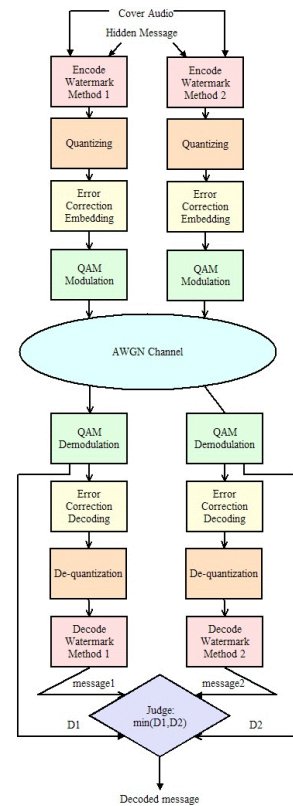 Cover Audio
Hidden Message
Encode
Watermark
Method 1
Encode
Watermark
Method 2
Quantizing
Quantizing
Error
Correction
Embedding
Error
Correction
Embedding
QAM
Modulation
QAM
Modulation
AWGN Channel
QAM
Demodulation
QAM
Demodulation
Error
Correction
Decoding
Error
Correction
Decoding
De-quantization
De-quantization
Decode
Watermark
Method 1
Decode
Watermark
Method 2
message1
message2
Judge:
min(D1,D2)
D1
D2
Decoded message